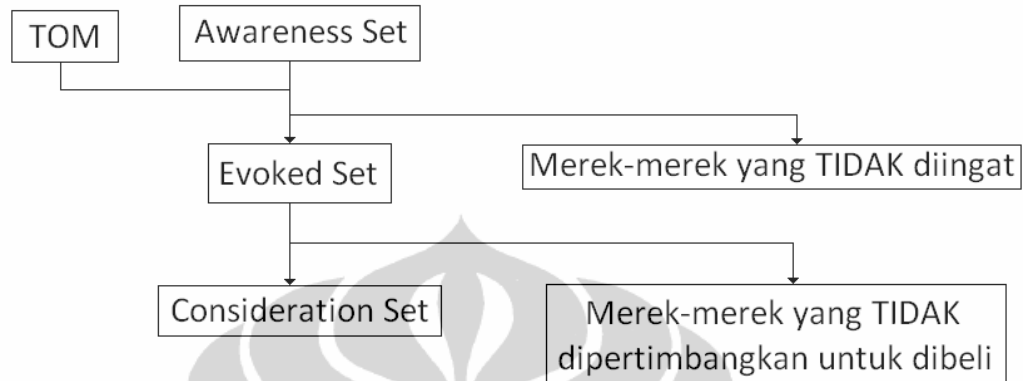 TOM
Awareness Set
Evoked Set
Merek-merek yang TIDAK diingat
Consideration Set
Merek-merek yang TIDAK
dipertimbangkan untuk dibeli